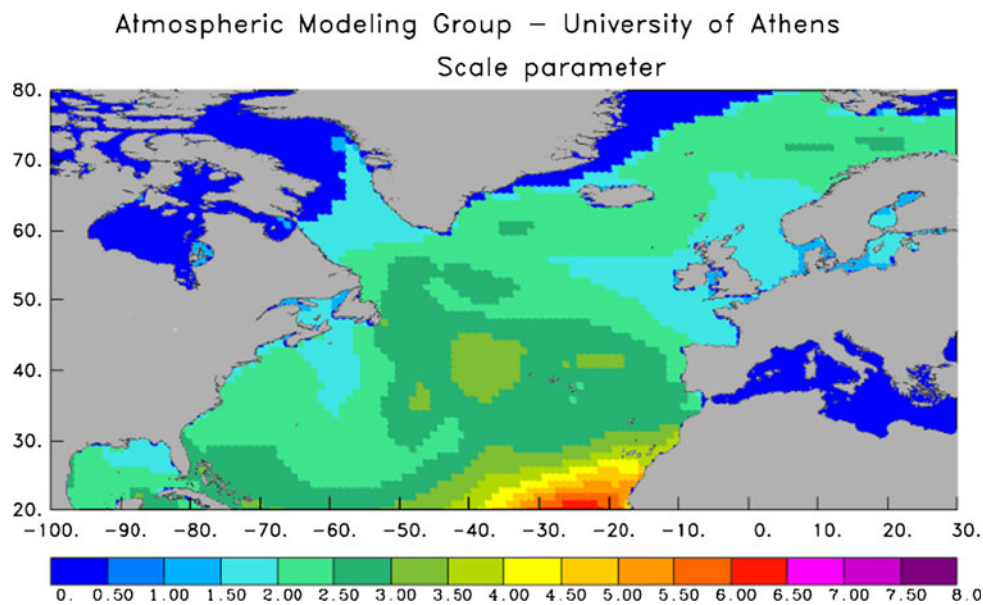 Atmospheric Modeling Group – University of Athens
Scale parameter
80.
70.
60.
50.
40.
30.
20.
-100. -90. -80. -70. -60. -50. -40. -30. -20. -10. 0. 10. 20. 30.
0. 0.50 1.00 1.50 2.00 2.50 3.00 3.50 4.00 4.50 5.00 5.50 6.00 6.50 7.00 7.50 8.0